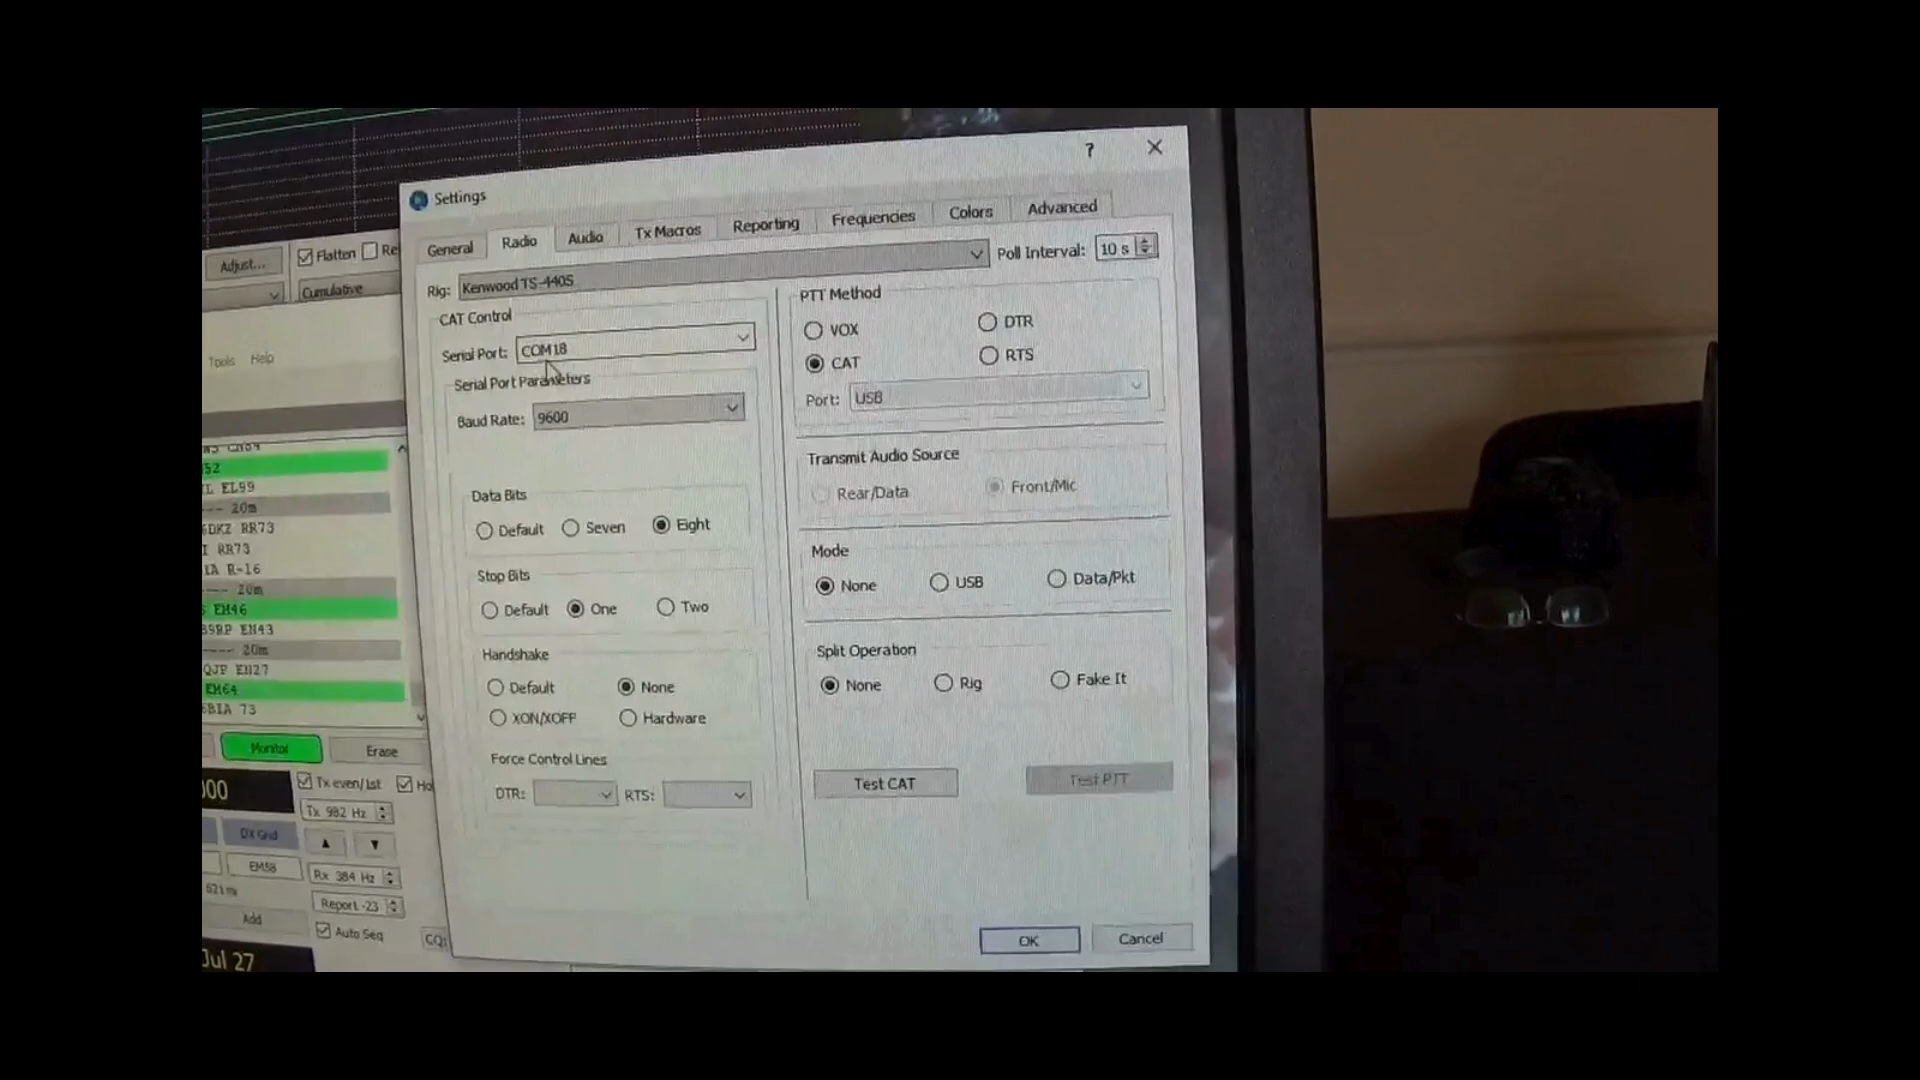 Settings
?
General Radio Audio Tx Macros Reporting Frequencies Colors Advanced
Rig: Kenwood TS-440S
Poll Interval: 10 s
CAT Control
Serial Port: COM18
Serial Port Parameters
Baud Rate: 9600
Data Bits
Default Seven Eight
Stop Bits
Default One Two
Handshake
Default None
XON/XOFF Hardware
Force Control Lines
DTR: RTS:
PTT Method
VOX DTR
CAT RTS
Port: USB
Transmit Audio Source
Rear/Data Front/Mic
Mode
None USB Data/Pkt
Split Operation
None Rig Fake It
Test CAT Test PTT
OK Cancel
Adjust... Flatten
Cumulative
Tools Help
EL99
20m
RR73
RR73
R-16
20m
EM46
EN43
20m
EN27
EM64
73
Monitor Erase
Tx even/1st
Tx 982 Hz
DX Grid
EM58
Rx 384 Hz
Report -23
Add
Auto Seq
CQ:
Jul 27